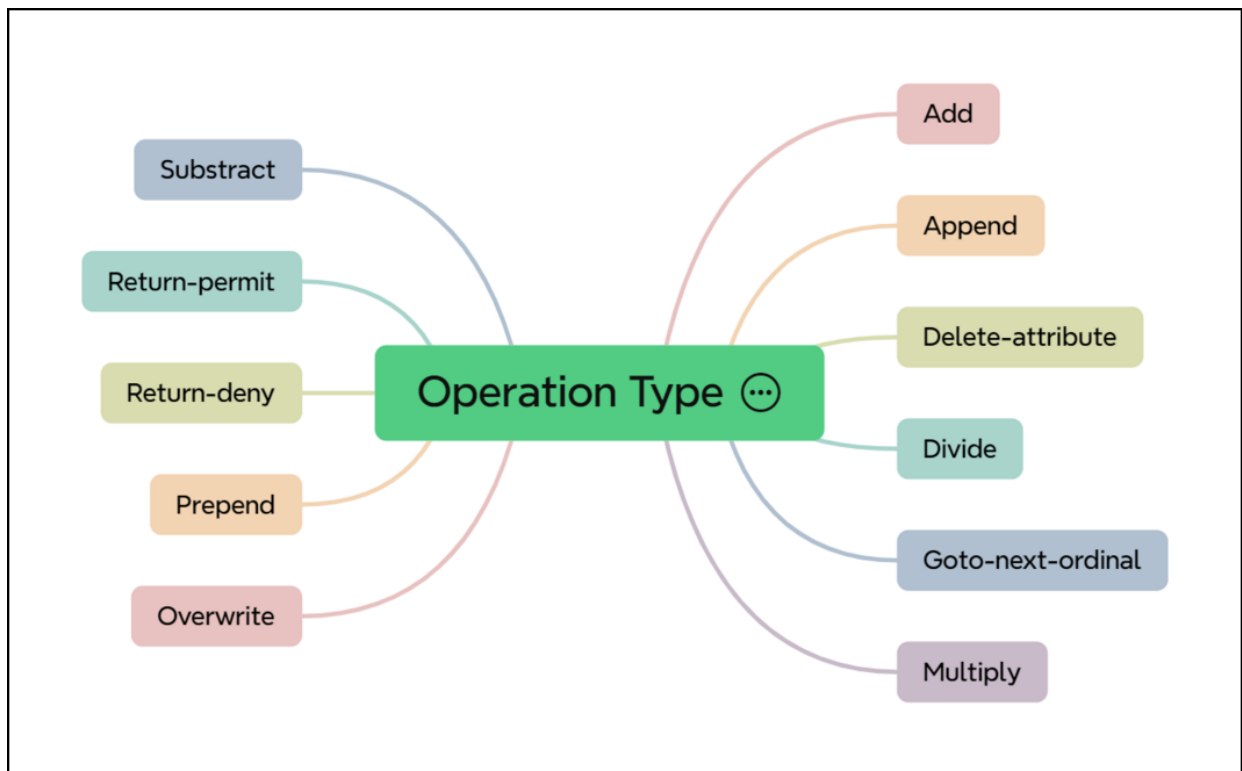 Add
Substract
Append
Return-permit
Delete-attribute
Operation Type
Return-deny
Divide
Prepend
Goto-next-ordinal
Overwrite
Multiply